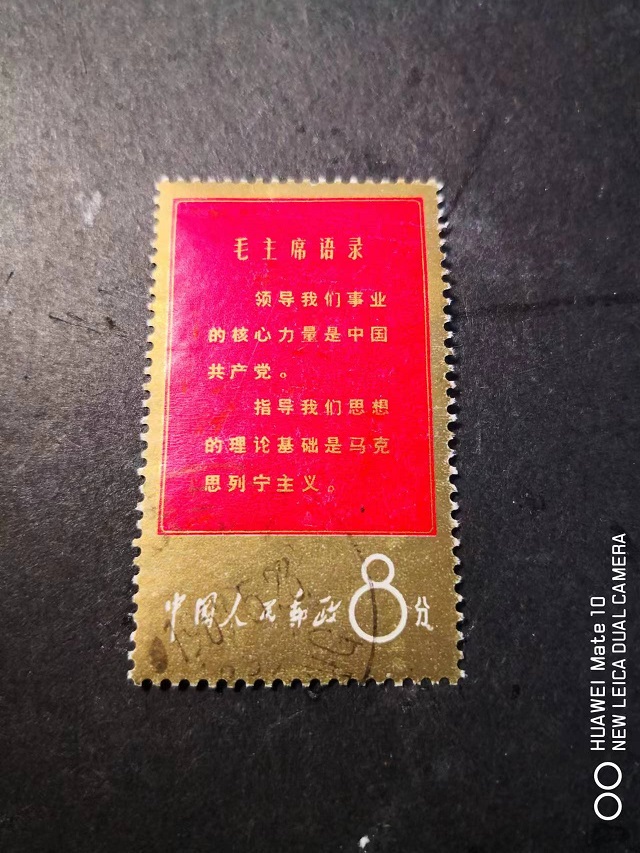 毛主席语录
领导我们事业
的核心力量是中国
共产党。
指导我们思想
的理论基础是马克
思列宁主义。
中国人民邮政8分
HUAWEI Mate 10
NEW LEICA DUAL CAMERA